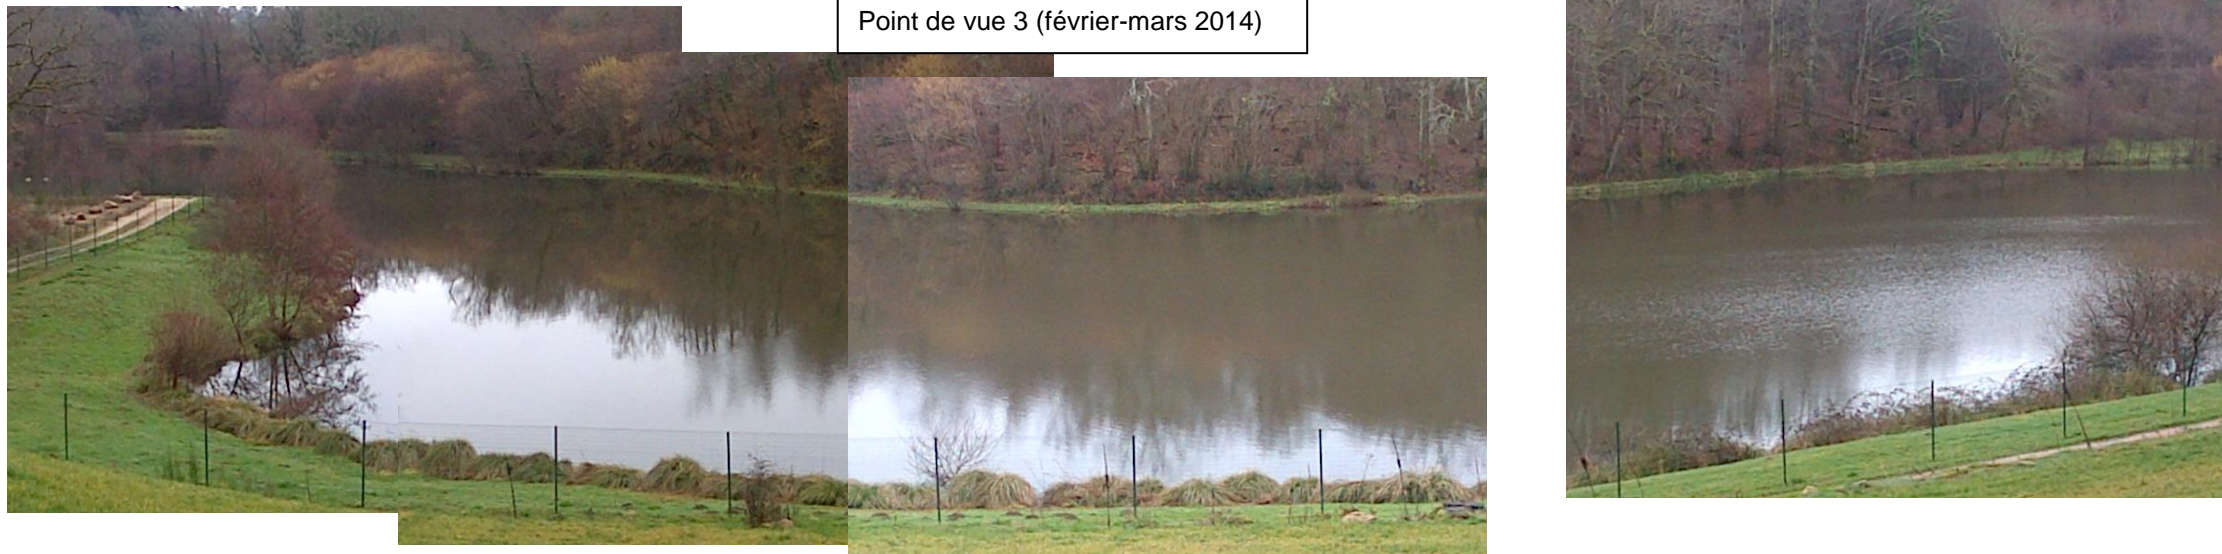 Point de vue 3 (février-mars 2014)